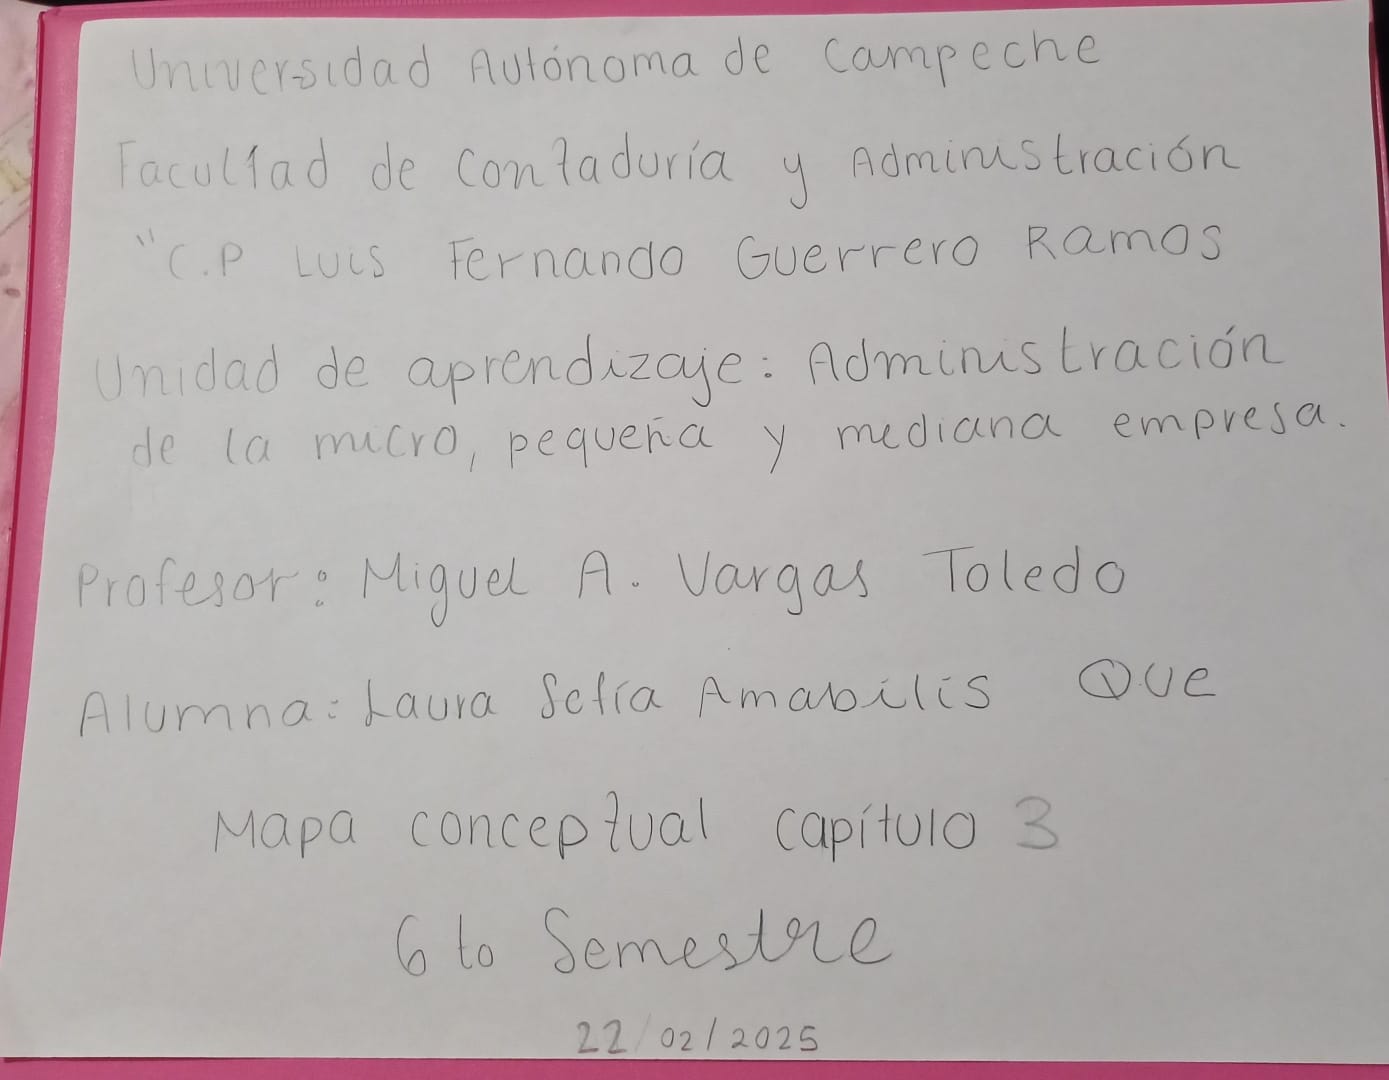 Universidad Autónoma de Campeche
Facultad de Contaduría y Administración
"C.P Luis Fernando Guerrero Ramos
Unidad de aprendizaje: Administración
de la micro, pequeña y mediana empresa.
Profesor: Miguel A. Vargas Toledo
Alumna: Laura Sofía Amabilis Que
Mapa conceptual capítulo 3
6 to Semestre
22/02/2025